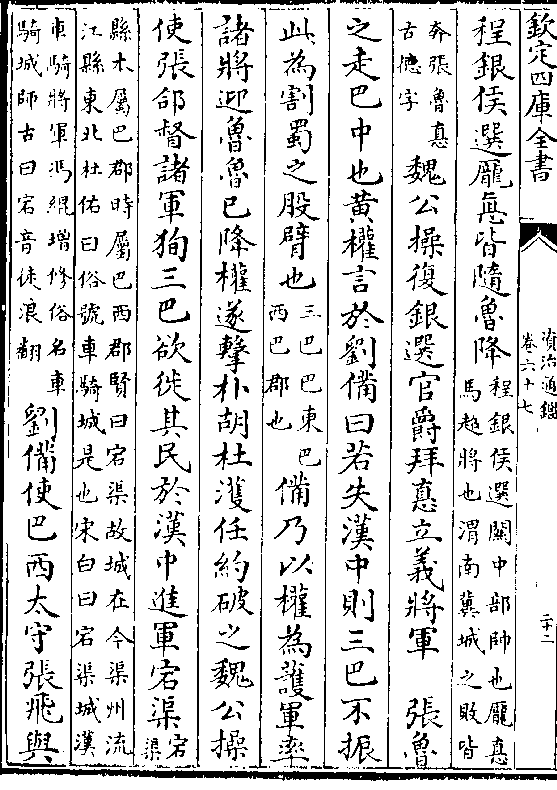 欽定四庫全書
資治通鑑
卷六十七
二十二
程銀侯選龐悳皆隨魯降
程銀侯選關中部帥也龐悳
馬超將也渭南冀城之敗皆
奔張魯悳
古德字
魏公操復銀選官爵拜悳立義將軍　張魯
之走巴中也黃權言於劉備曰若失漢中則三巴不振
此為割蜀之股臂也
三巴巴東巴
西巴郡也
備乃以權為護軍率
諸將迎魯魯已降權遂擊朴胡杜濩任約破之魏公操
使張郃督諸軍狥三巴欲徙其民於漢中進軍宕渠
宕
渠
縣本屬巴郡時屬巴西郡賢曰宕渠故城在今渠州流
江縣東北杜佑曰俗號車騎城是也宋白曰宕渠城漢
車騎將軍馮緄增修俗名車
騎城師古曰宕音徒浪翻
劉備使巴西太守張飛與